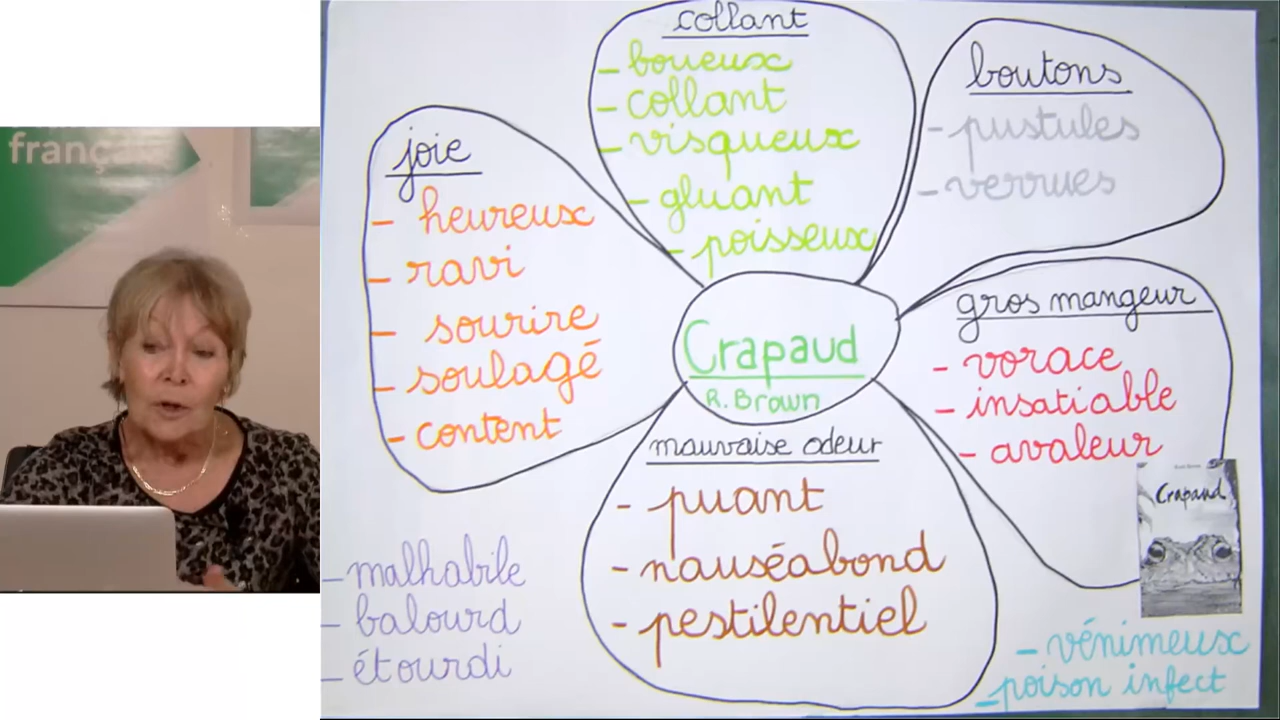 français
collant
- boueux
- collant
- visqueux
- gluant
- poisseux
boutons
- pustules
- verrues
joie
- heureux
- ravi
- sourire
- soulagé
- content
Crapaud
R. Brown
gros mangeur
- vorace
- insatiable
- avaleur
Crapaud
mauvaise odeur
- puant
- nauséabond
- pestilentiel
- malhabile
- balourd
- étourdi
- vénimeux
- poison infect